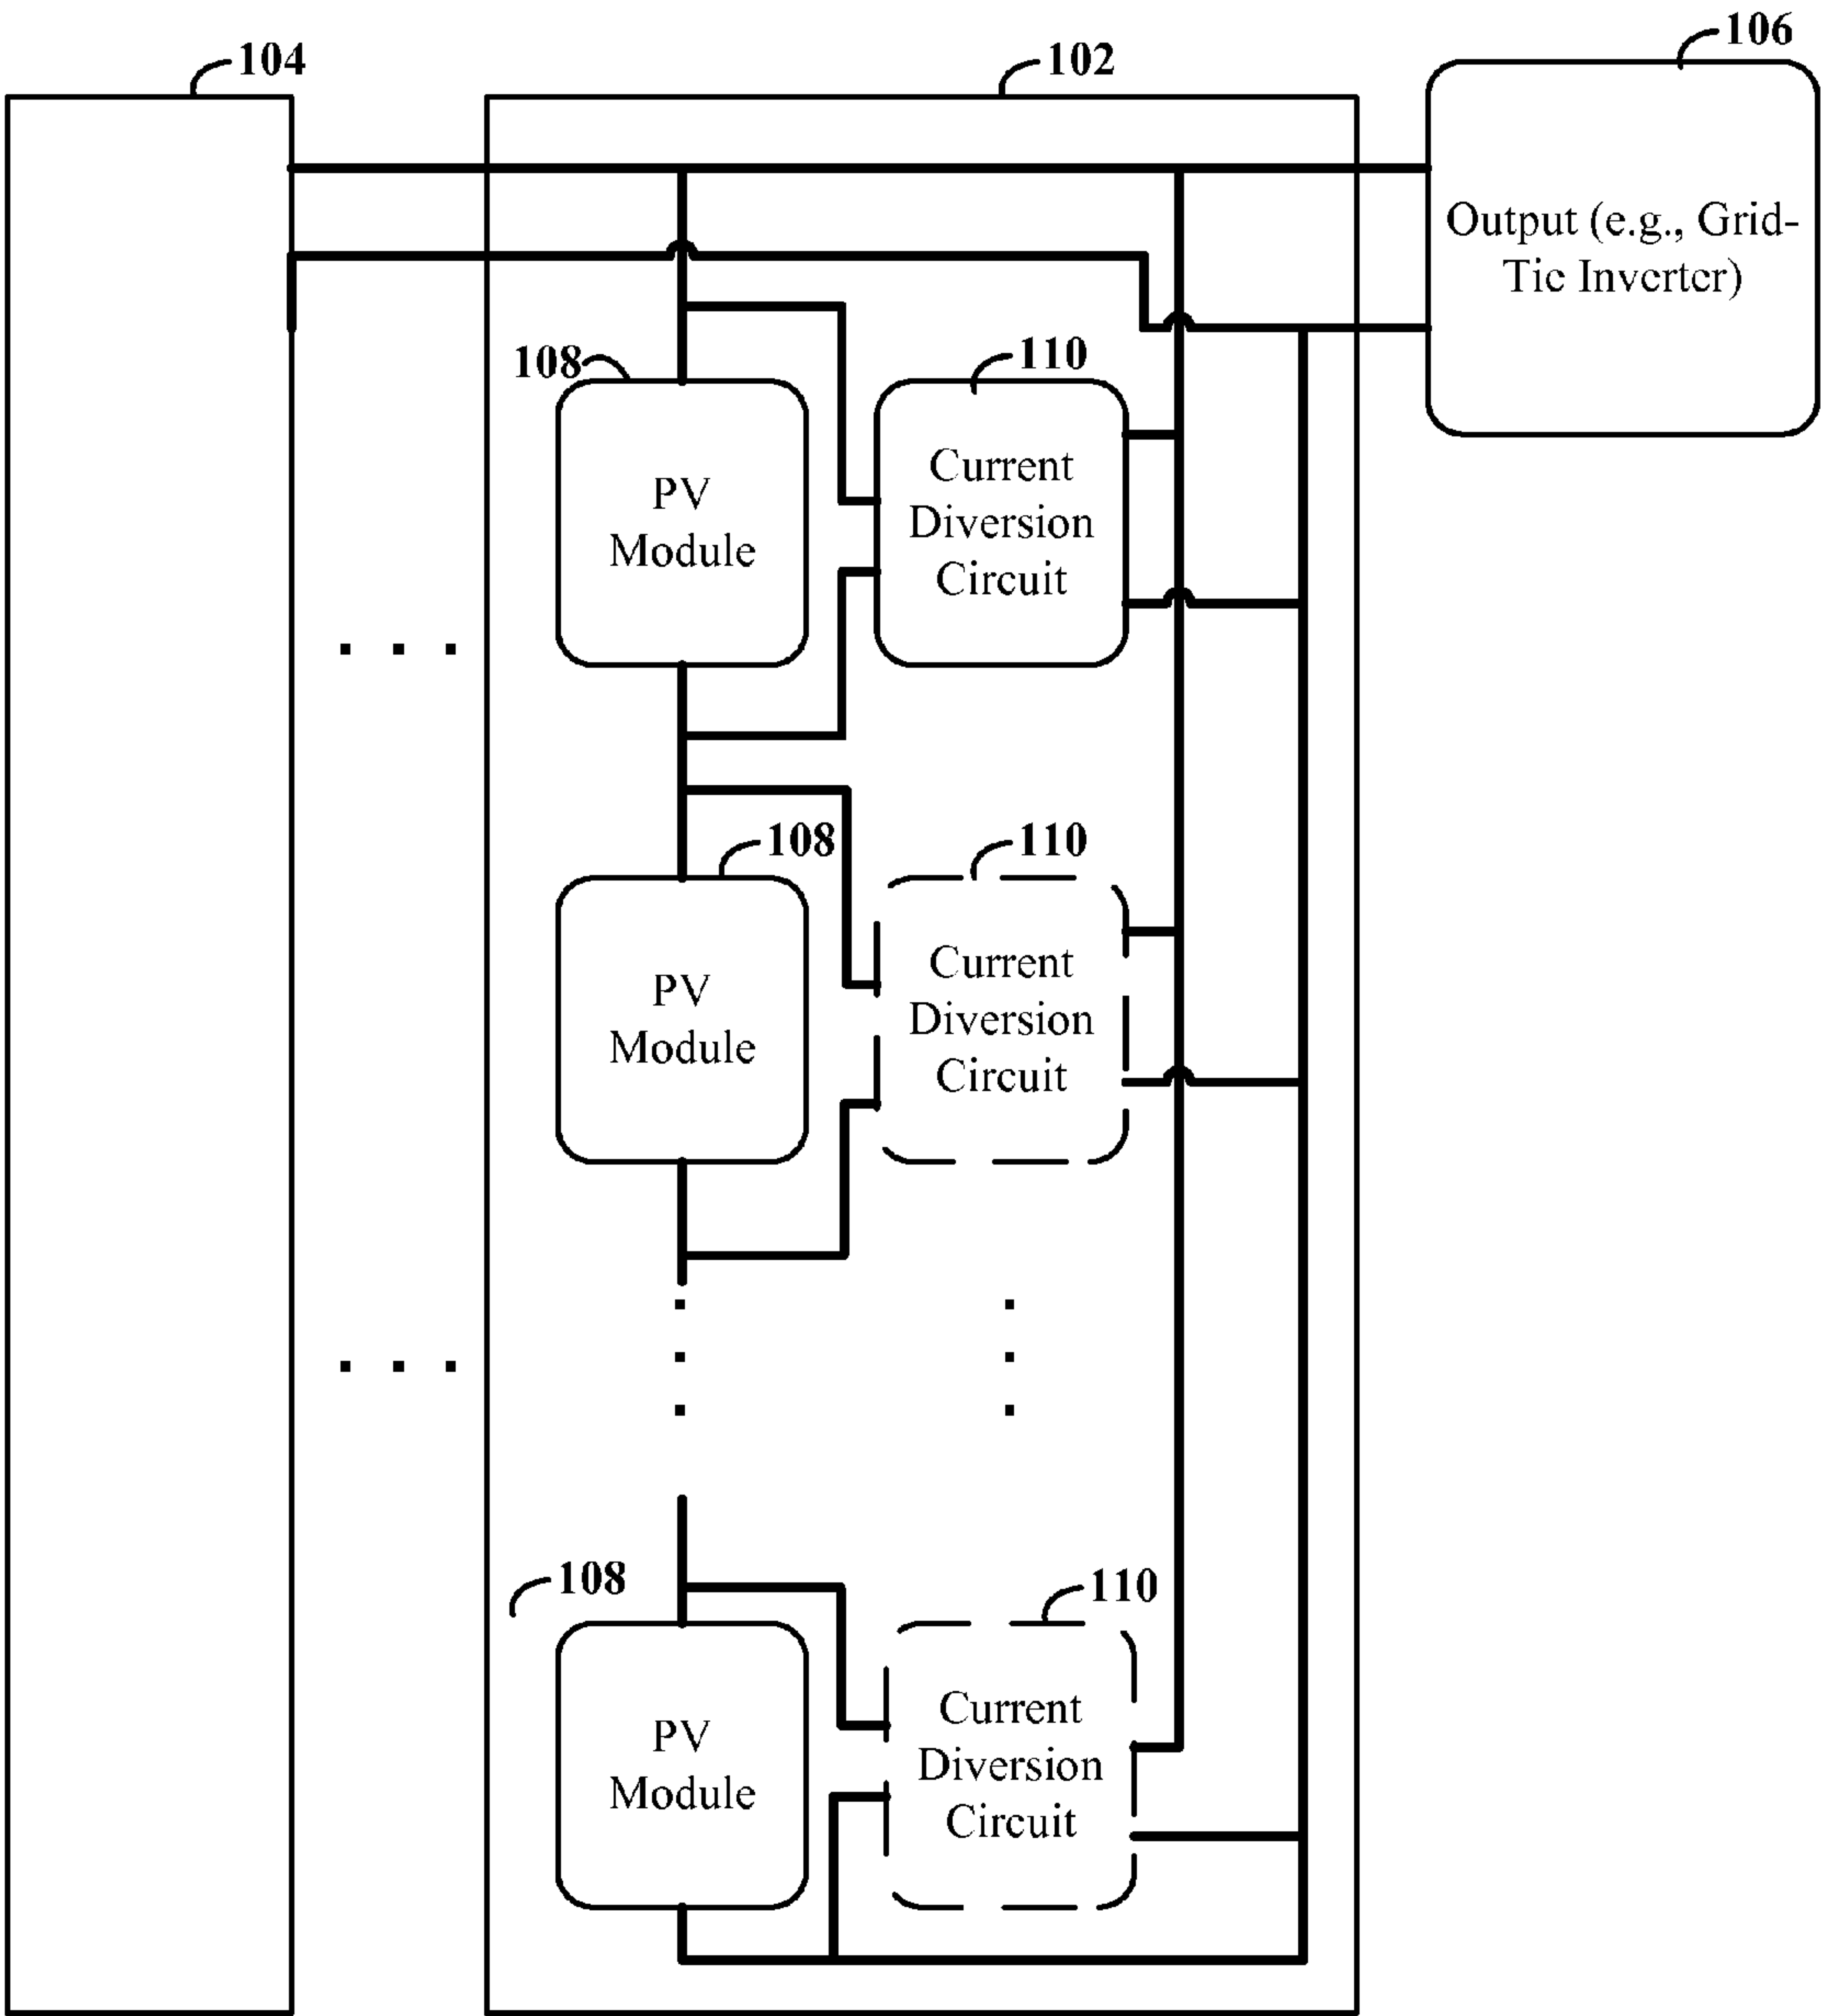 104
102
106
Output (e.g., Grid-
Tie Inverter)
108
110
PV
Module
Current
Diversion
Circuit
108
110
PV
Module
Current
Diversion
Circuit
108
110
PV
Module
Current
Diversion
Circuit